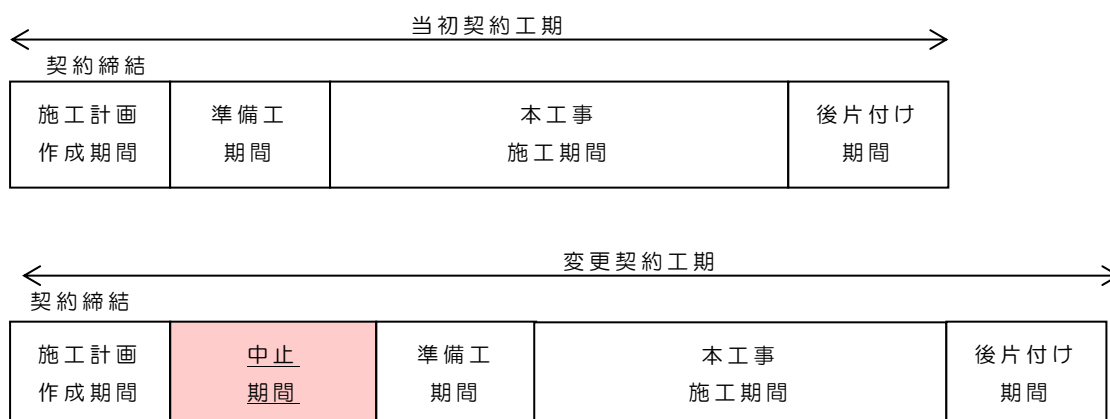 当初契約工期
契約締結
施工計画
作成期間
準備工
期間
本工事
施工期間
後片付け
期間
変更契約工期
契約締結
施工計画
作成期間
中止
期間
準備工
期間
本工事
施工期間
後片付け
期間